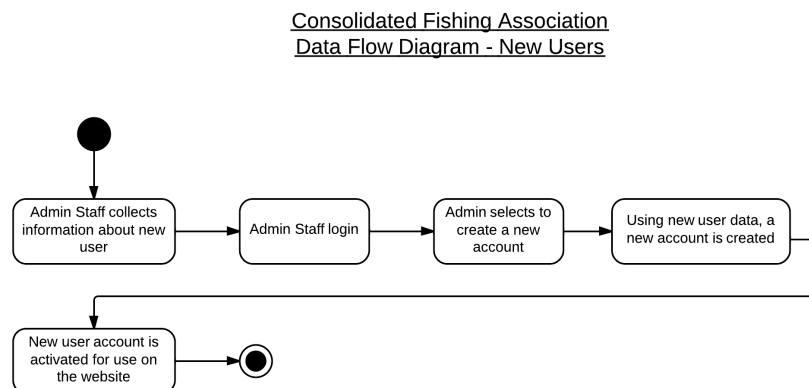 Consolidated Fishing Association
Data Flow Diagram - New Users
Admin Staff collects
information about new
user
Admin Staff login
Admin selects to
create a new
account
Using new user data, a
new account is created
New user account is
activated for use on
the website